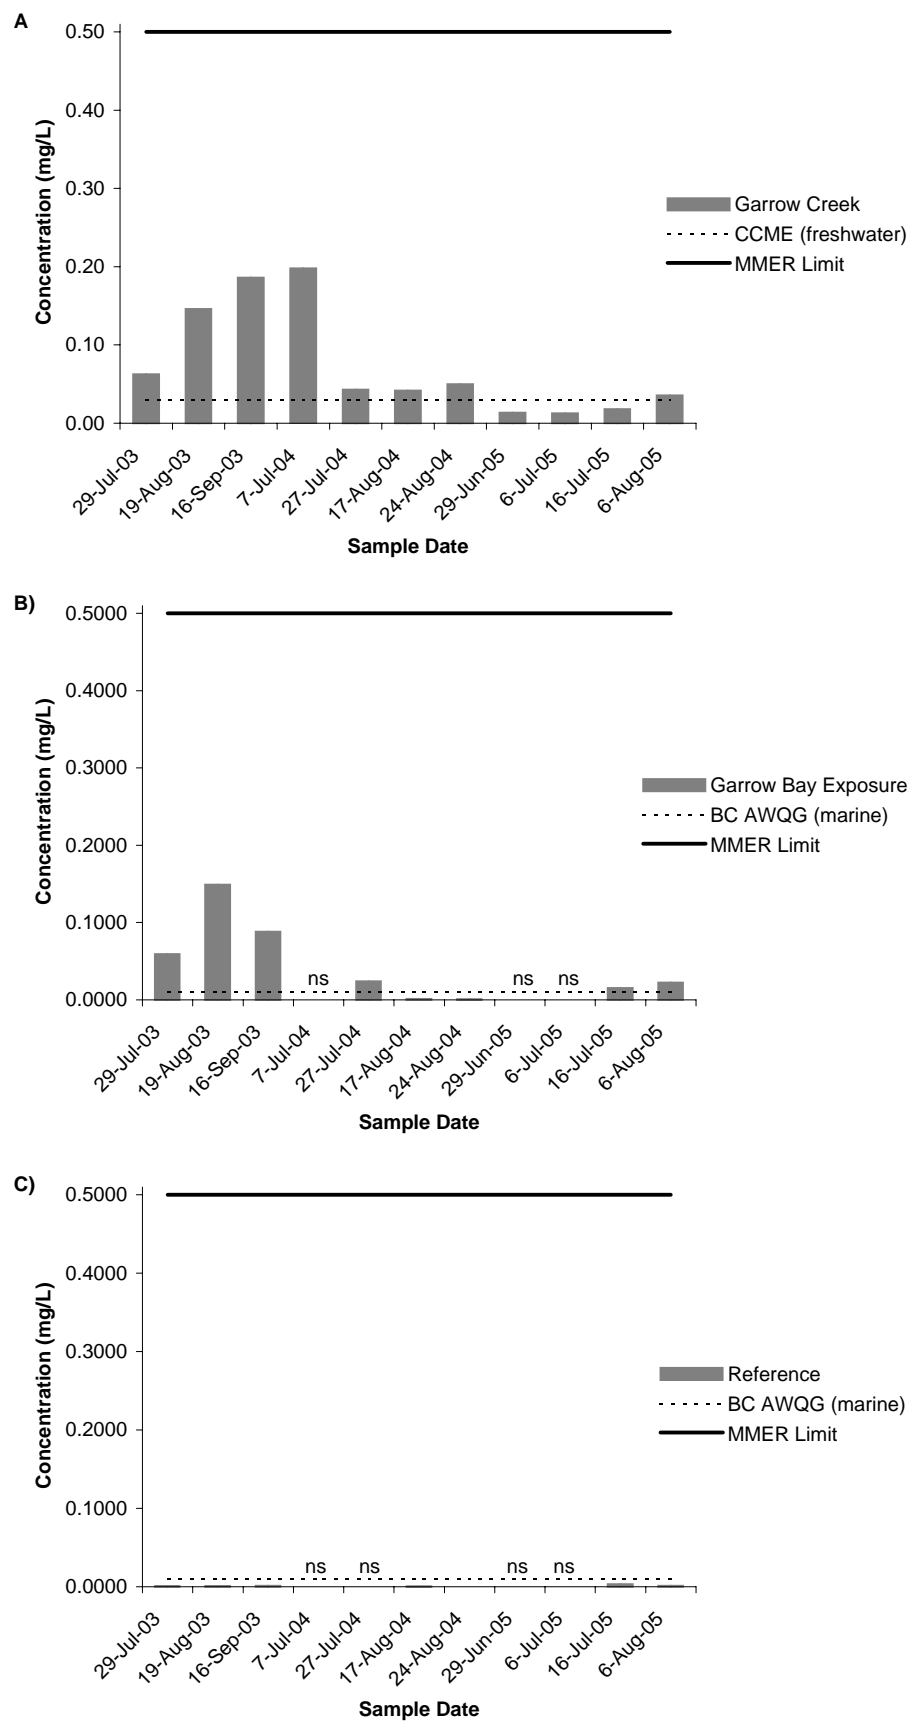 A
0.50
0.40
0.30
0.20
0.10
0.00
Concentration (mg/L)
29-Jul-03
19-Aug-03
16-Sep-03
7-Jul-04
27-Jul-04
17-Aug-04
24-Aug-04
29-Jun-05
6-Jul-05
16-Jul-05
6-Aug-05
Sample Date
Garrow Creek
CCME (freshwater)
MMER Limit
B)
0.5000
0.4000
0.3000
0.2000
0.1000
0.0000
Concentration (mg/L)
ns
ns
ns
29-Jul-03
19-Aug-03
16-Sep-03
7-Jul-04
27-Jul-04
17-Aug-04
24-Aug-04
29-Jun-05
6-Jul-05
16-Jul-05
6-Aug-05
Sample Date
Garrow Bay Exposure
BC AWQG (marine)
MMER Limit
C)
0.5000
0.4000
0.3000
0.2000
0.1000
0.0000
Concentration (mg/L)
ns
ns
ns
ns
29-Jul-03
19-Aug-03
16-Sep-03
7-Jul-04
27-Jul-04
17-Aug-04
24-Aug-04
29-Jun-05
6-Jul-05
16-Jul-05
6-Aug-05
Sample Date
Reference
BC AWQG (marine)
MMER Limit